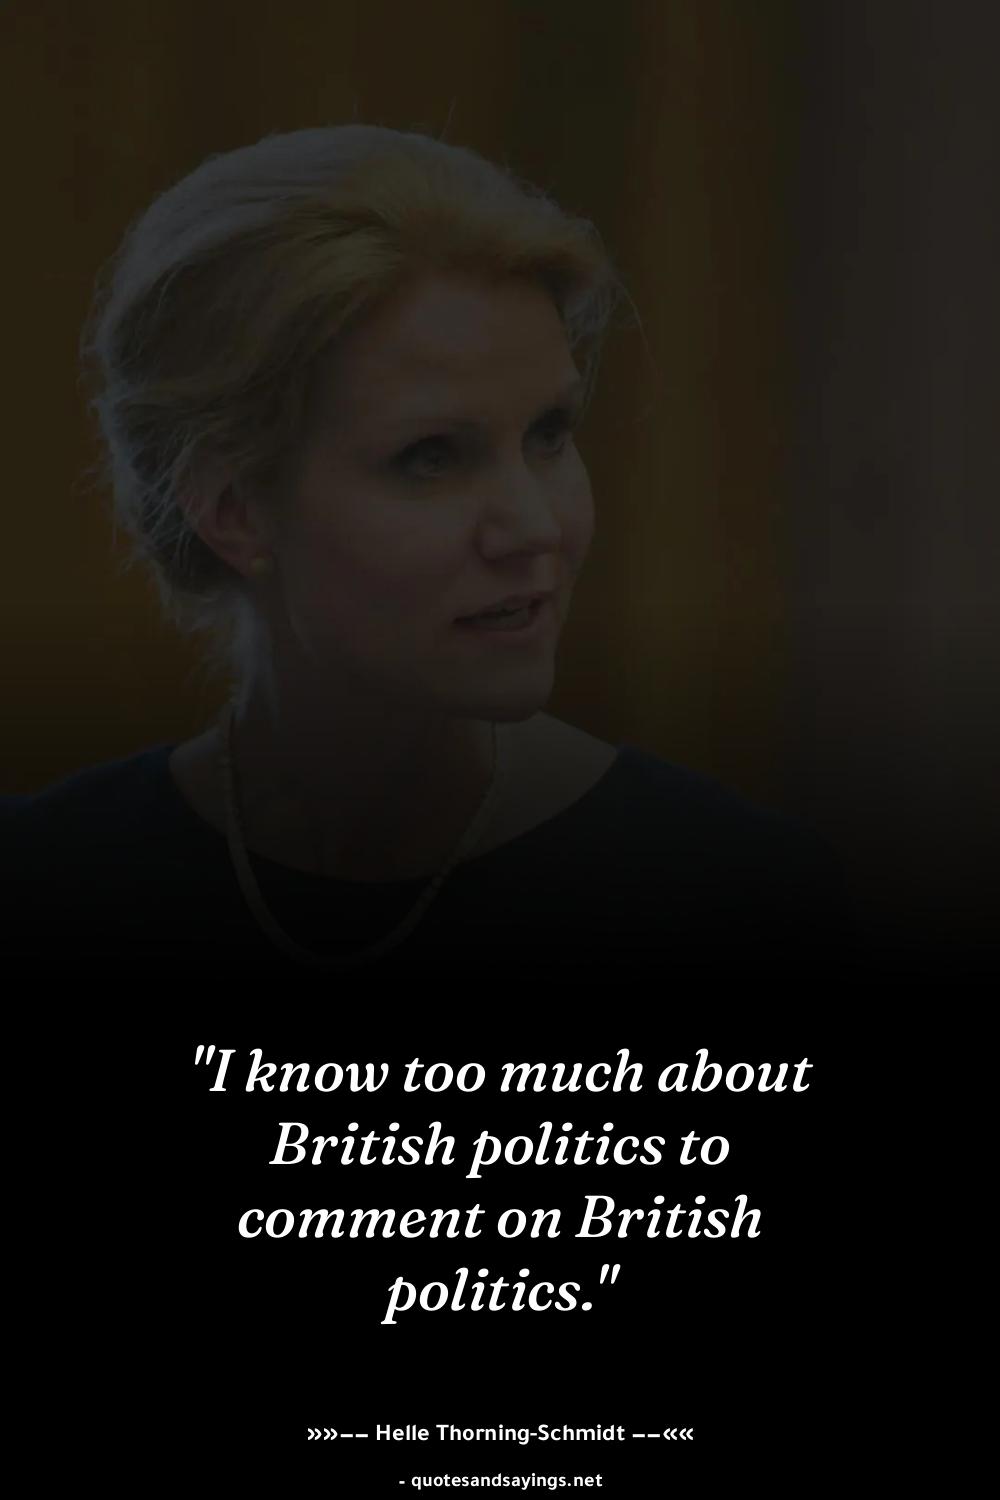 "I know too much about
British politics to
comment on British
politics."
»»—— Helle Thorning-Schmidt ——««
- quotesandsayings.net